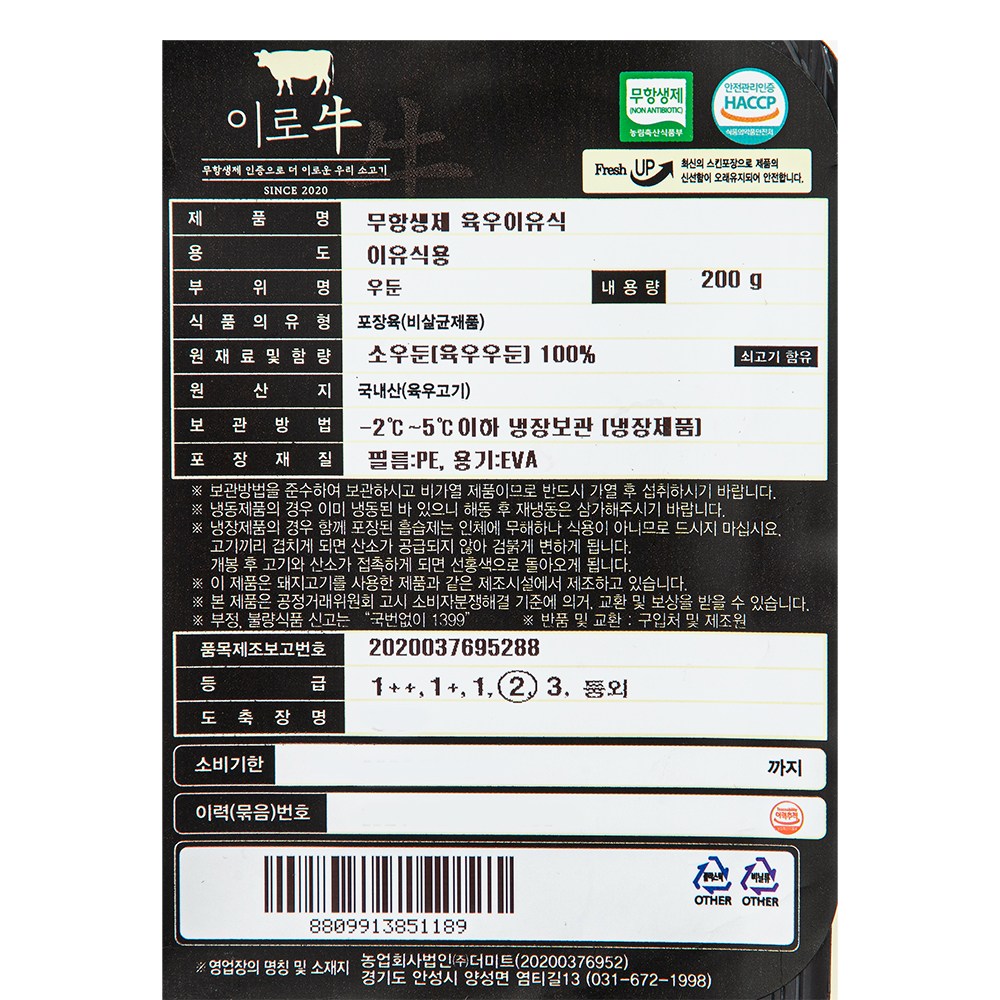 이로牛
무항생제 인증으로 더 이로운 우리 소고기
SINCE 2020
牛
무항생제
(NON ANTIBIOTIC)
농림축산식품부
안전관리인증
HACCP
식품의약품안전처
Fresh UP
최신의 스킨포장으로 제품의
신선함이 오래유지되어 안전합니다.
제품명 무항생제 육우이유식
용도 이유식용
부위명 우둔 내용량 200 g
식품의유형 포장육(비살균제품)
원재료및함량 소우둔(육우우둔) 100% 쇠고기 함유
원산지 국내산(육우고기)
보관방법 -2℃~5℃이하 냉장보관 (냉장제품)
포장재질 필름:PE, 용기:EVA
※ 보관방법을 준수하여 보관하시고 비가열 제품이므로 반드시 가열 후 섭취하시기 바랍니다.
※ 냉동제품의 경우 이미 냉동된 바 있으니 해동 후 재냉동은 삼가해주시기 바랍니다.
※ 냉장제품의 경우 함께 포장된 흡습제는 인체에 무해하나 식용이 아니므로 드시지 마십시요.
고기끼리 겹치게 되면 산소가 공급되지 않아 검붉게 변하게 됩니다.
개봉 후 고기와 산소가 접촉하게 되면 선홍색으로 돌아오게 됩니다.
※ 이 제품은 돼지고기를 사용한 제품과 같은 제조시설에서 제조하고 있습니다.
※ 본 제품은 공정거래위원회 고시 소비자분쟁해결 기준에 의거, 교환 및 보상을 받을 수 있습니다.
※ 부정, 불량식품 신고는 “국번없이 1399” ※ 반품 및 교환 : 구입처 및 제조원
품목제조보고번호 2020037695288
등급 1++, 1+, 1, 2, 3, 등외
도축장명
소비기한 까지
이력(묶음)번호
이력추적
8809913851189
플라스틱
OTHER
비닐류
OTHER
※영업장의 명칭 및 소재지 농업회사법인㈜더미트(20200376952)
경기도 안성시 양성면 염티길13 (031-672-1998)